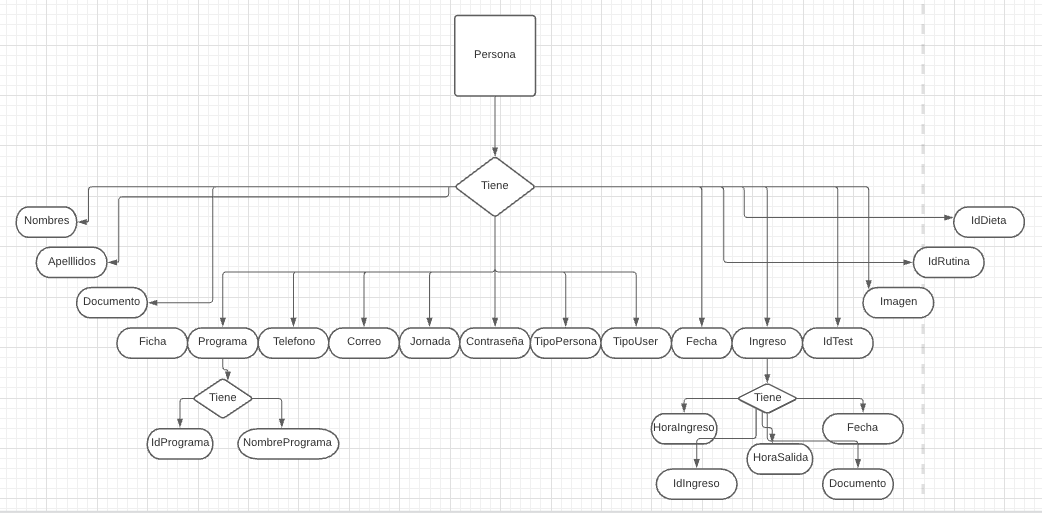 Persona
Tiene
Nombres
IdDieta
Apelllidos
IdRutina
Documento
Imagen
Ficha
Programa
Telefono
Correo
Jornada
Contraseña
TipoPersona
TipoUser
Fecha
Ingreso
IdTest
Tiene
Tiene
IdPrograma
NombrePrograma
HoraIngreso
Fecha
HoraSalida
IdIngreso
Documento